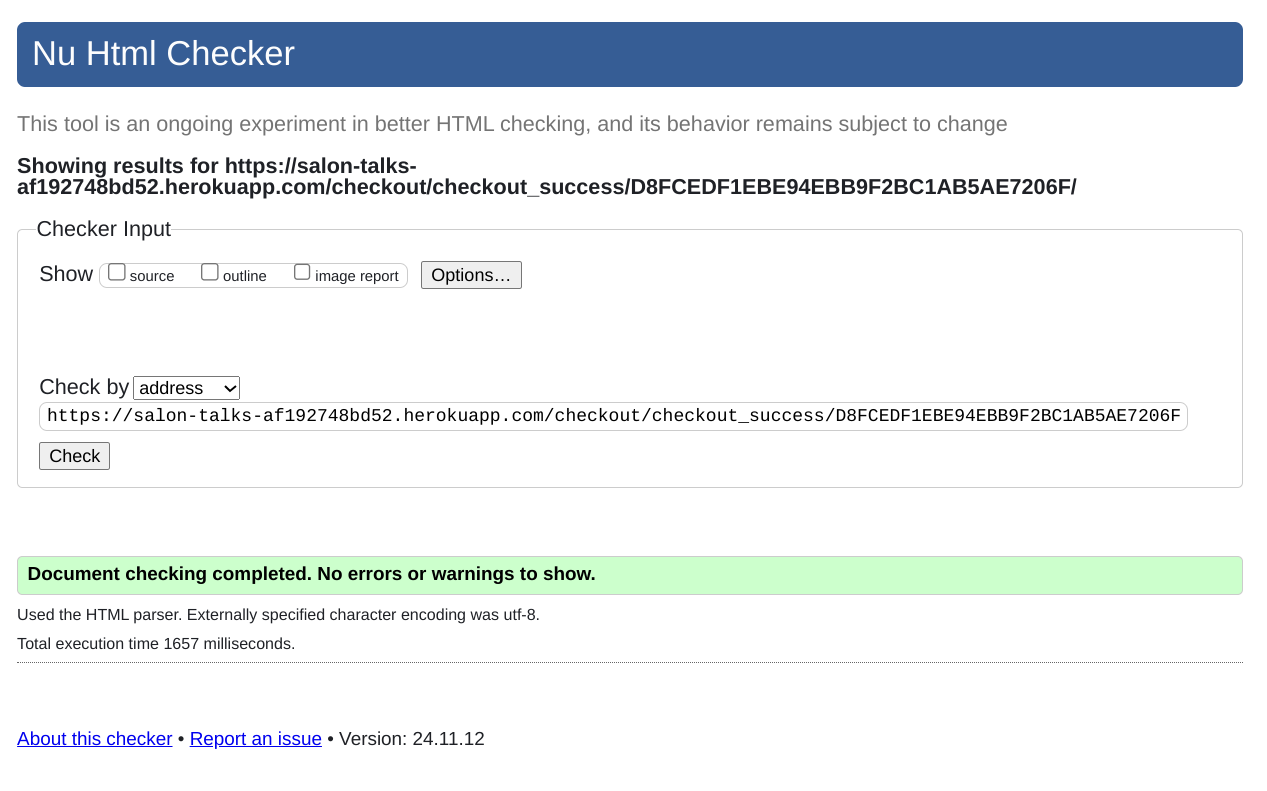 Nu Html Checker
This tool is an ongoing experiment in better HTML checking, and its behavior remains subject to change
Showing results for https://salon-talks-
af192748bd52.herokuapp.com/checkout/checkout_success/D8FCEDF1EBE94EBB9F2BC1AB5AE7206F/
Checker Input
Show source outline image report Options…
Check by address
https://salon-talks-af192748bd52.herokuapp.com/checkout/checkout_success/D8FCEDF1EBE94EBB9F2BC1AB5AE7206F
Check
Document checking completed. No errors or warnings to show.
Used the HTML parser. Externally specified character encoding was utf-8.
Total execution time 1657 milliseconds.
About this checker • Report an issue • Version: 24.11.12